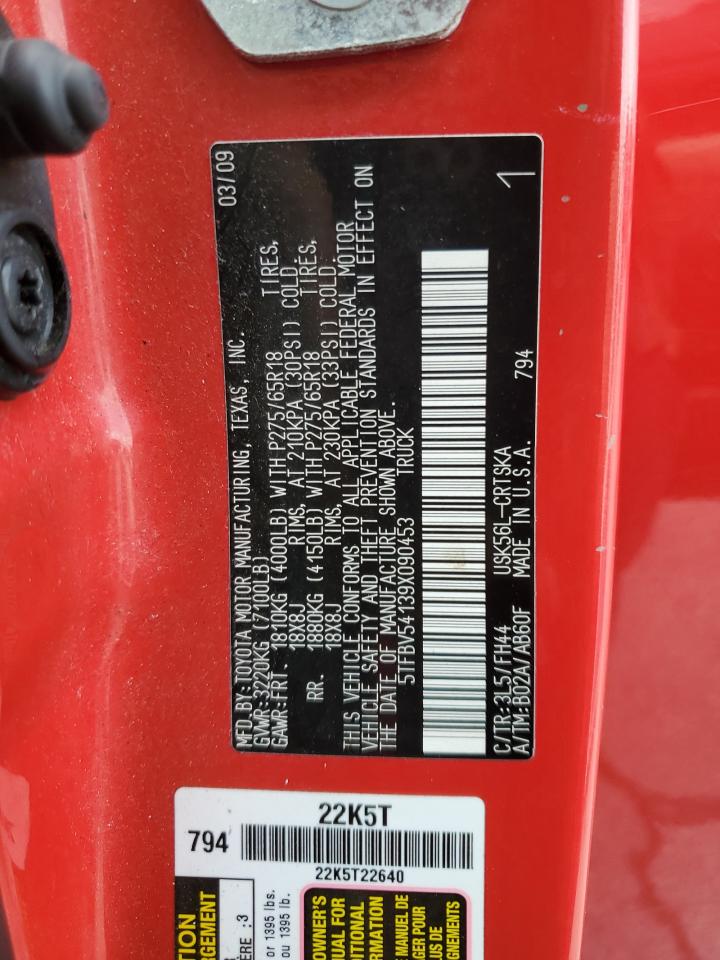 MFD. BY: TOYOTA MOTOR MANUFACTURING, TEXAS, INC. 03/09
GVWR: 3220KG (7100LB)
GAWR: FRT. 1810KG (4000LB) WITH P275/65R18 TIRES,
18X8J RIMS, AT 210KPA (30PSI) COLD.
RR. 1880KG (4150LB) WITH P275/65R18 TIRES,
18X8J RIMS, AT 230KPA (33PSI) COLD.
THIS VEHICLE CONFORMS TO ALL APPLICABLE FEDERAL MOTOR
VEHICLE SAFETY AND THEFT PREVENTION STANDARDS IN EFFECT ON
THE DATE OF MANUFACTURE SHOWN ABOVE.
5TFBV54139X090453 TRUCK
C/TR: 3L5/FH44 USK56L-CRTSKA 794
A/TM: B02A/AB60F MADE IN U.S.A. 1
22K5T
794
22K5T22640
or 1395 lbs.
ou 1395 lb.
OWNER'S
MANUAL FOR